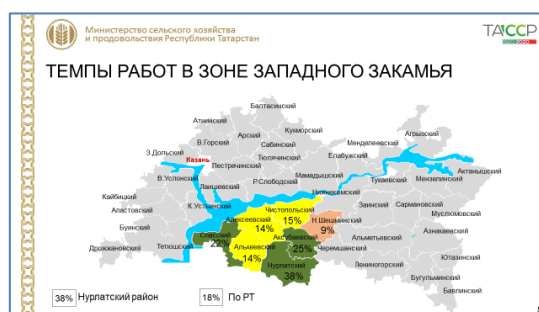 Министерство сельского хозяйства
и продовольствия Республики Татарстан
ТАССР
ТЕМПЫ РАБОТ В ЗОНЕ ЗАПАДНОГО ЗАКАМЬЯ
Балтасинский
Атнинский
Кукморский
Арский
Агрызский
В.Горский
Сабинский
Менделеевский
З.Дольский
Казань
Тюлячинский
Елабужский
Пестречинский
Актанышский
В.Услонский
Мамадышский
Тукаевский
Мензелинский
Лаишевский
Р.Слободский
Нижнекамский
Кайбицкий
К.Устьинский
Заинский
Сармановский
Апастовский
Чистопольский
15%
Муслюмовский
Алексеевский
14%
Н.Шешминский
9%
Буинский
Спасский
22%
Аксубаевский
25%
Альметьевский
Азнакаевский
Дрожжановский
Тетюшский
Алькеевский
14%
Черемшанский
Нурлатский
38%
Лениногорский
Ютазинский
Бугульминский
Бавлинский
38% Нурлатский район
18% По РТ